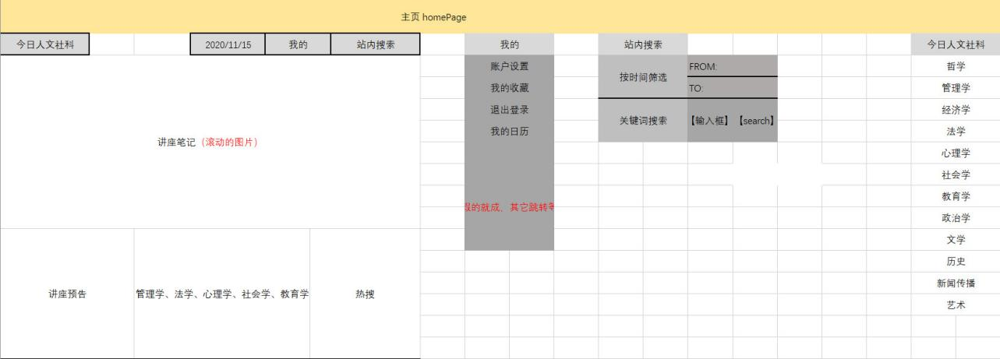 主页 homePage
今日人文社科
2020/11/15
我的
站内搜索
我的
站内搜索
今日人文社科
账户设置
我的收藏
退出登录
我的日历
的就成，其它跳转
按时间筛选
FROM:
TO:
关键词搜索
【输入框】【search】
哲学
管理学
经济学
法学
心理学
社会学
教育学
政治学
文学
历史
新闻传播
艺术
讲座笔记（滚动的图片）
讲座预告
管理学、法学、心理学、社会学、教育学
热搜